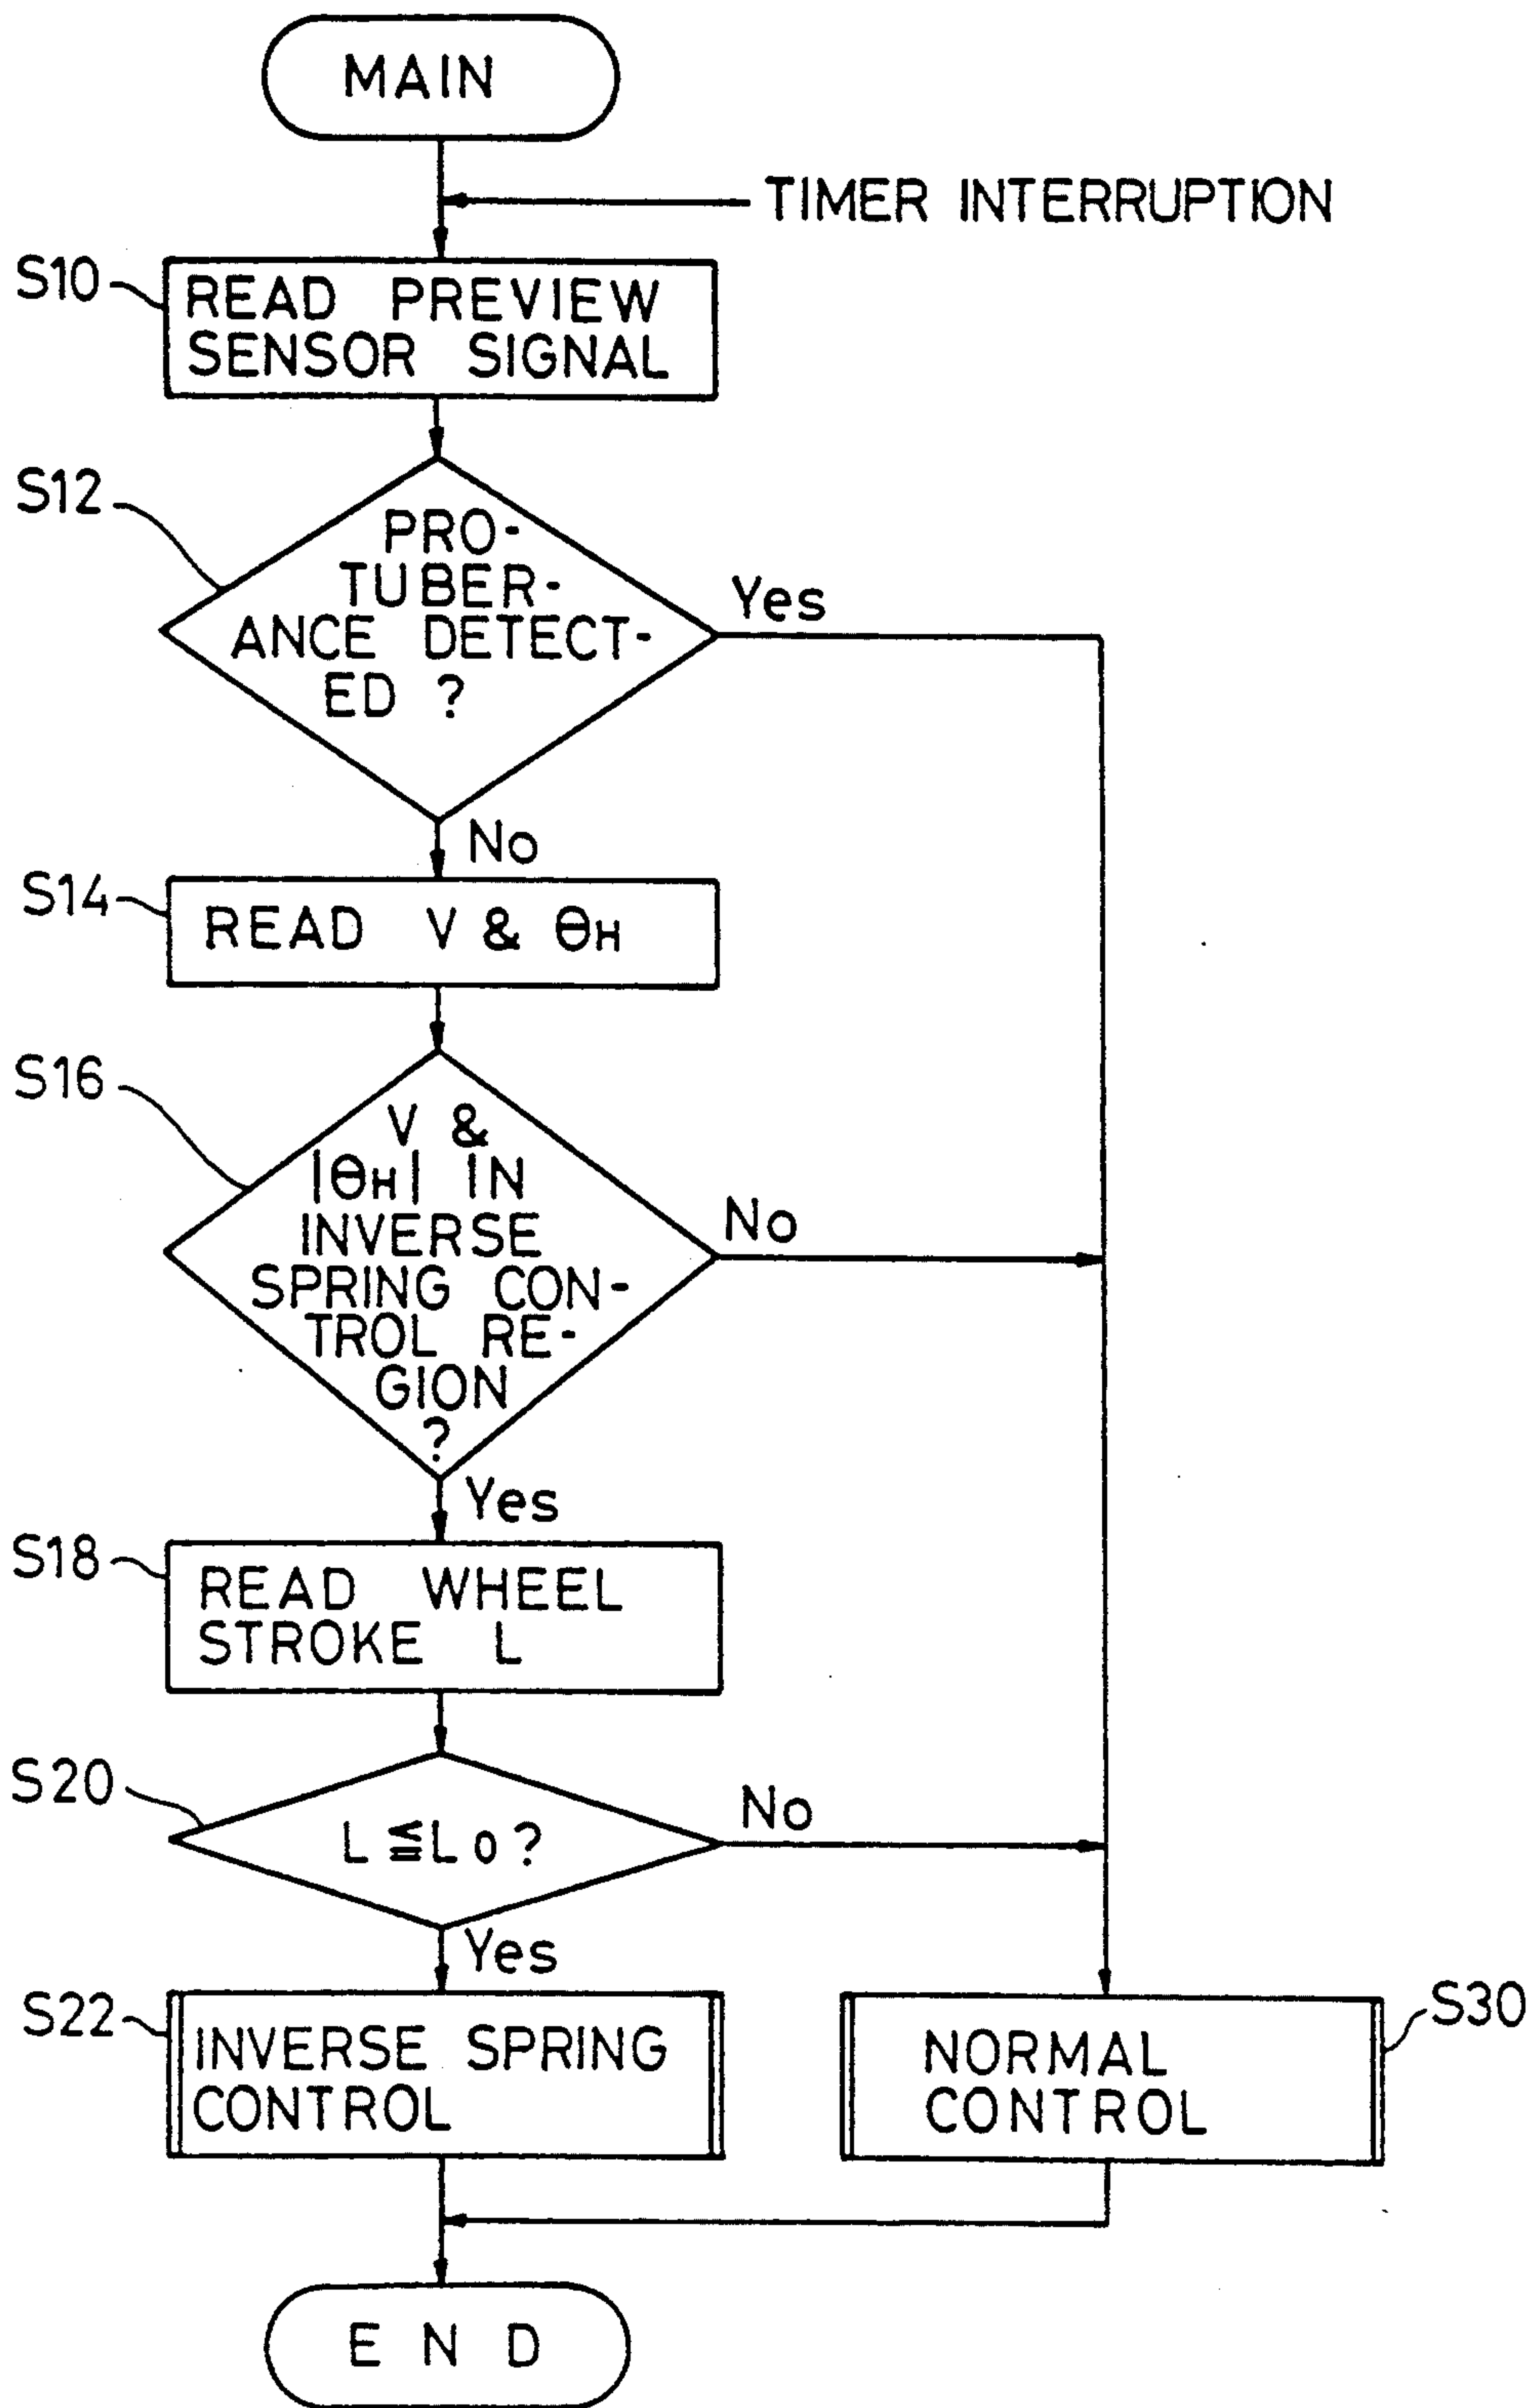 MAIN
TIMER INTERRUPTION
S10
READ PREVIEW
SENSOR SIGNAL
S12
PRO-
TUBER-
ANCE DETECT-
ED ?
Yes
No
S14
READ V & ΘH
S16
V &
|ΘH| IN
INVERSE
SPRING CON-
TROL RE-
GION
?
No
Yes
S18
READ WHEEL
STROKE L
S20
L ≦ L0 ?
No
Yes
S22
INVERSE SPRING
CONTROL
S30
NORMAL
CONTROL
END